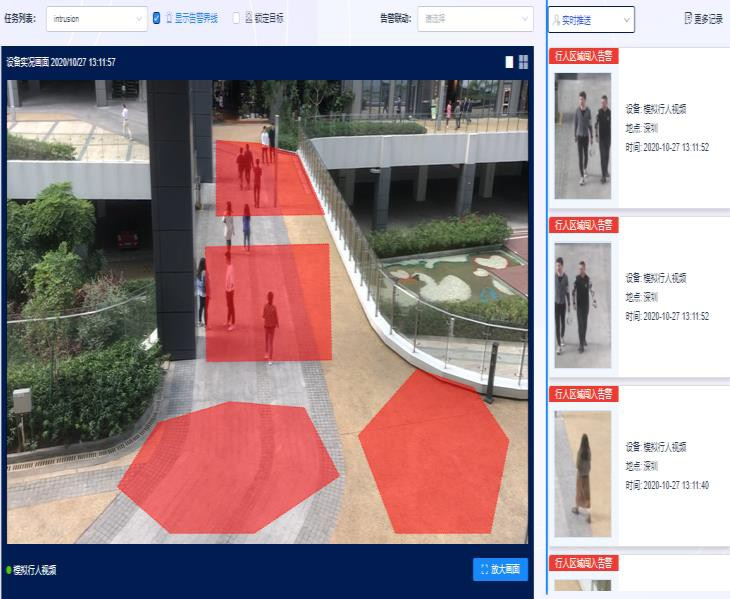 任务列表: intrusion 显示告警界线 锁定目标 告警联动: 请选择 实时推送 更多记录
设备实况画面 2020/10/27 13:11:57
行人区域闯入告警
设备: 模拟行人视频
地点: 深圳
时间: 2020-10-27 13:11:52
行人区域闯入告警
设备: 模拟行人视频
地点: 深圳
时间: 2020-10-27 13:11:52
行人区域闯入告警
设备: 模拟行人视频
地点: 深圳
时间: 2020-10-27 13:11:40
行人区域闯入告警
模拟行人视频 放大画面